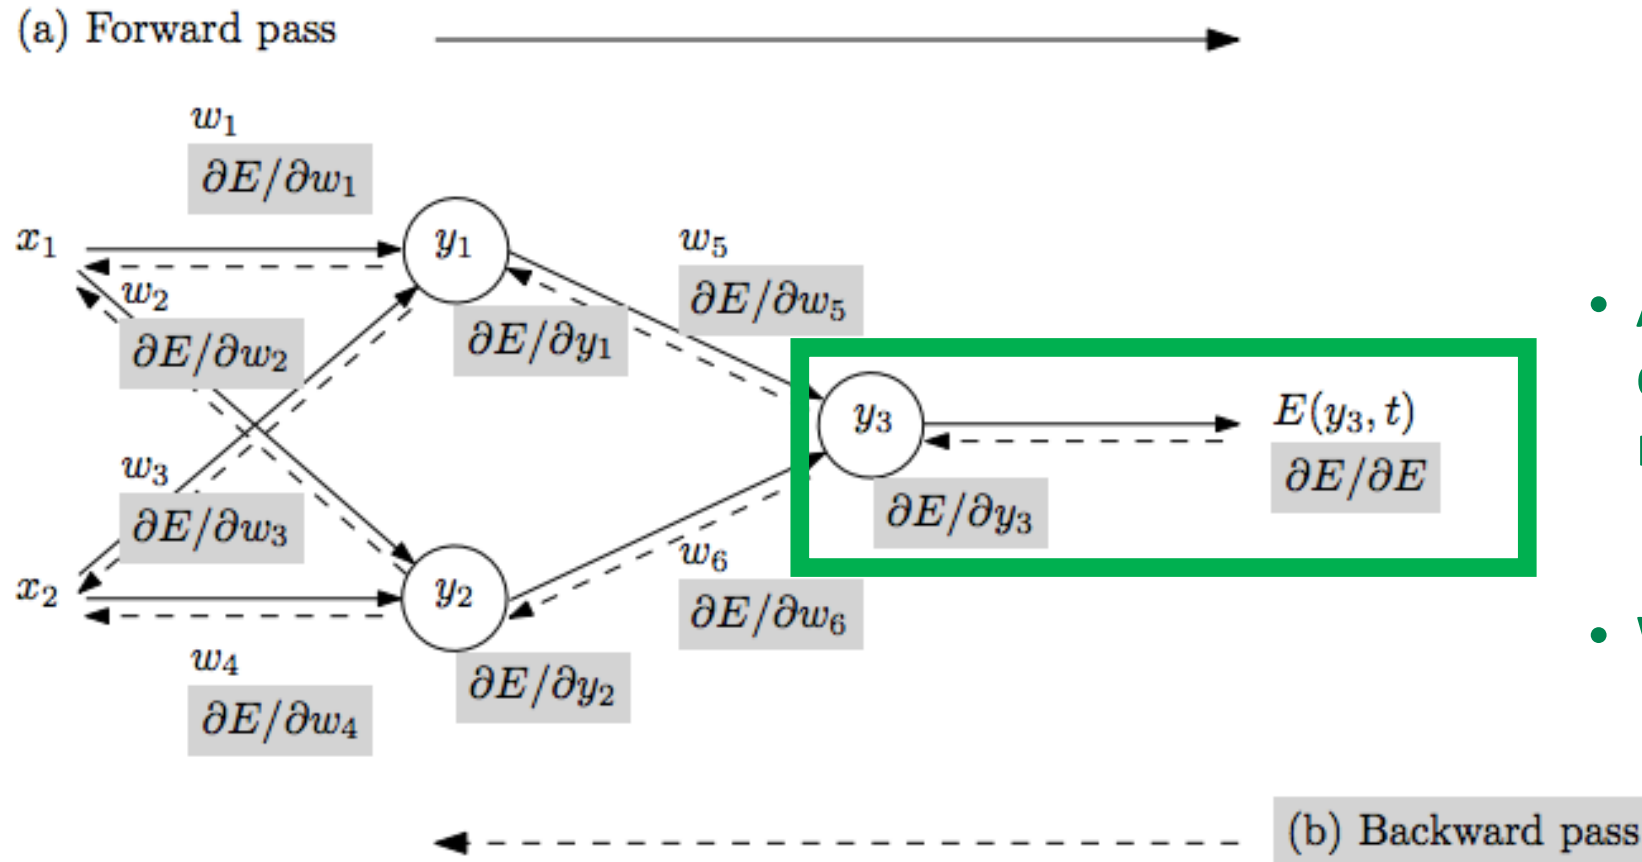 (a) Forward pass
w₁
∂E/∂w₁
x₁
y₁
w₅
∂E/∂w₅
w₂
∂E/∂w₂
∂E/∂y₁
y₃
E(y₃, t)
∂E/∂E
w₃
∂E/∂w₃
∂E/∂y₃
x₂
y₂
w₆
∂E/∂w₆
w₄
∂E/∂w₄
∂E/∂y₂
(b) Backward pass